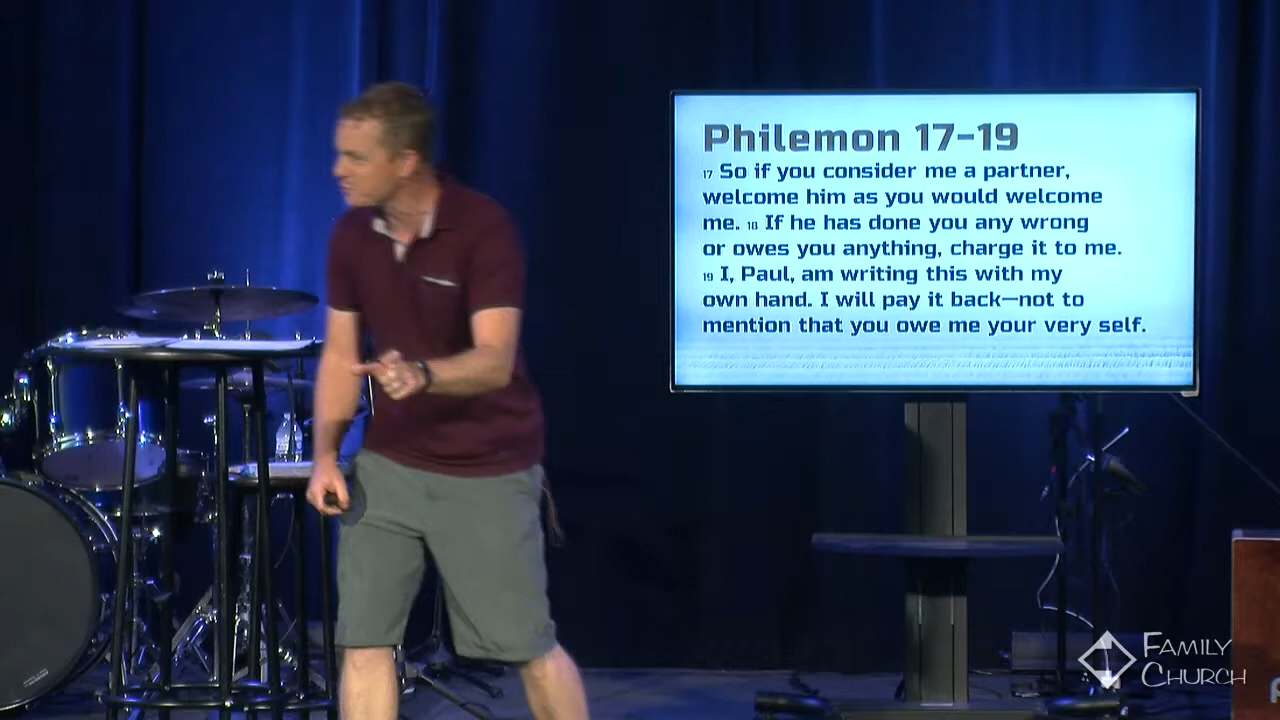 Philemon 17-19
17 So if you consider me a partner,
welcome him as you would welcome
me. 18 If he has done you any wrong
or owes you anything, charge it to me.
19 I, Paul, am writing this with my
own hand. I will pay it back—not to
mention that you owe me your very self.
FAMILY
CHURCH